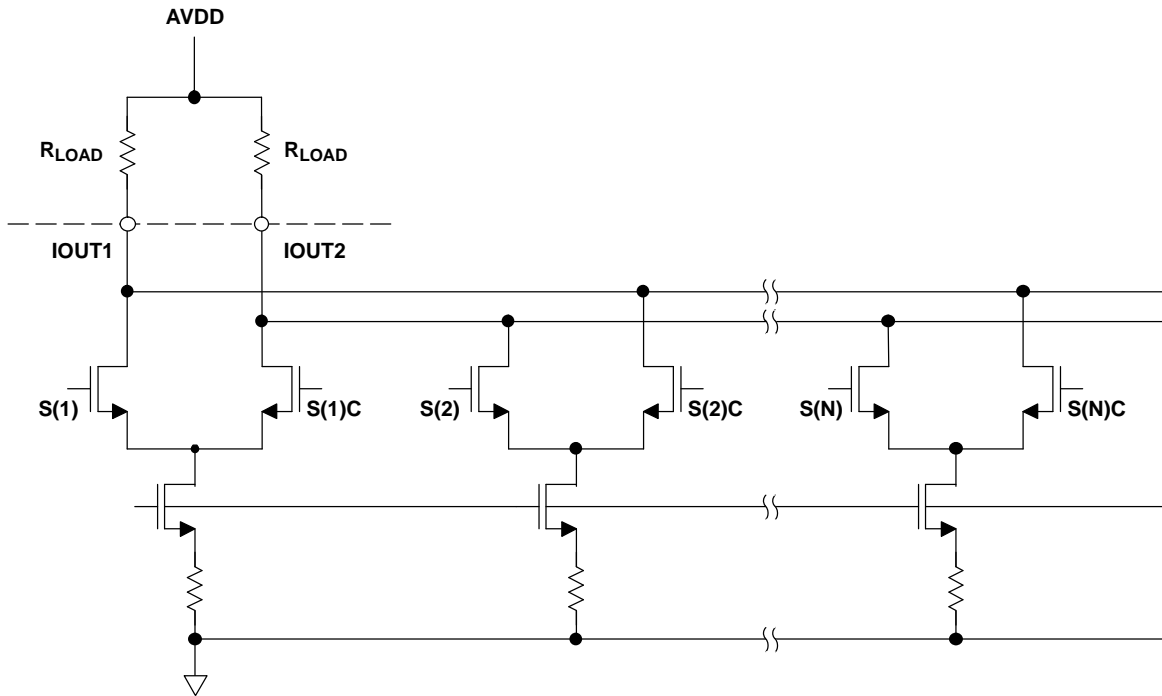 AVDD
RLOAD
RLOAD
IOUT1
IOUT2
S(1)
S(1)C
S(2)
S(2)C
S(N)
S(N)C